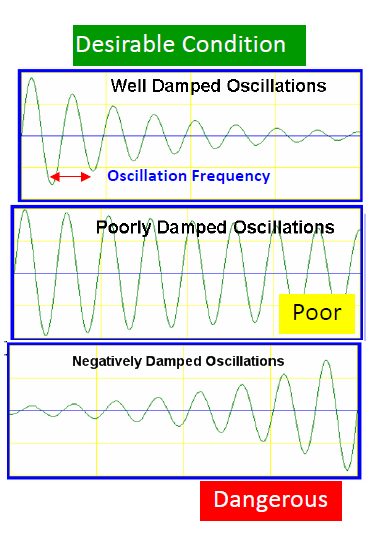 Desirable Condition
Well Damped Oscillations
Oscillation Frequency
Poorly Damped Oscillations
Poor
Negatively Damped Oscillations
Dangerous